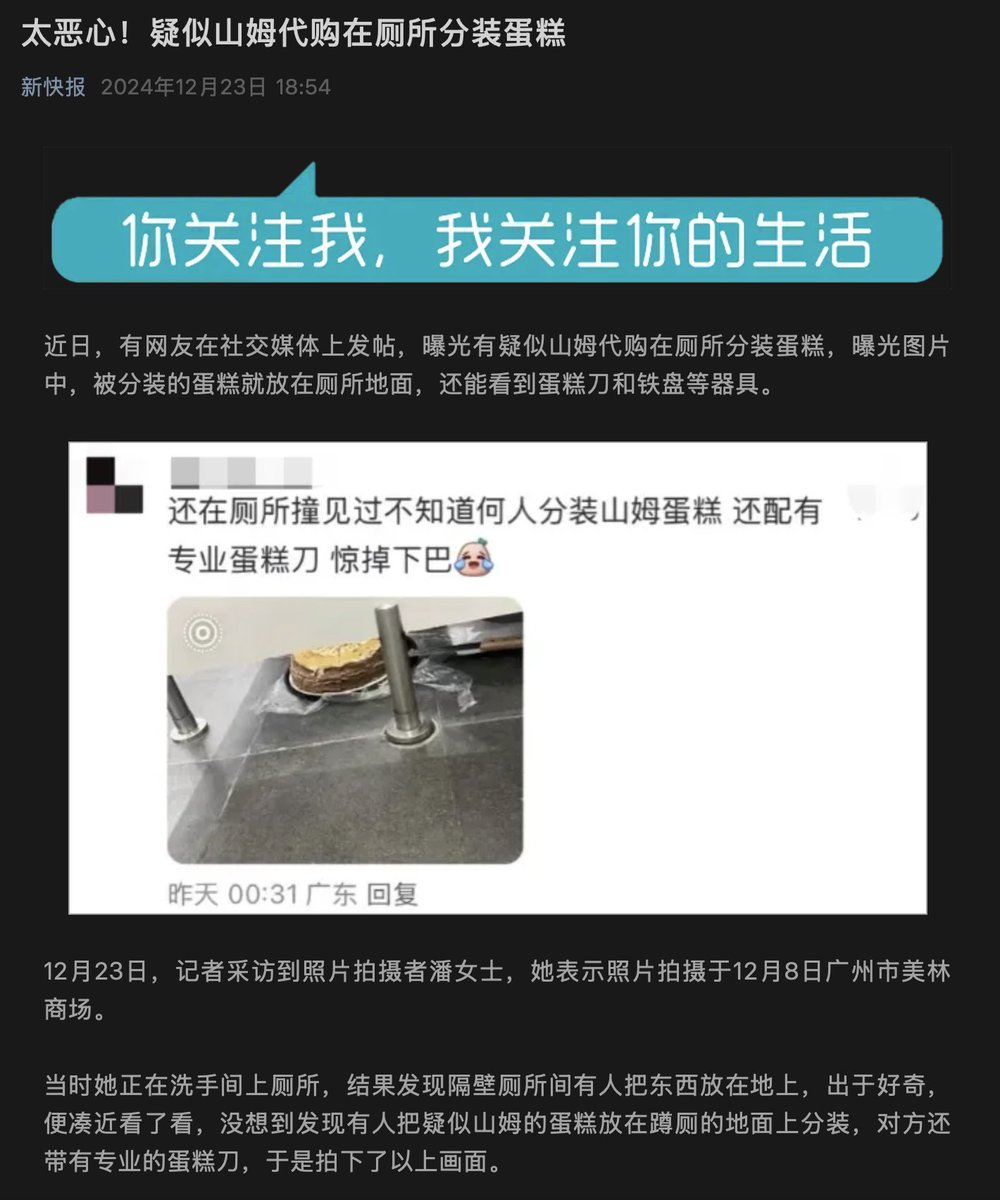 太恶心！疑似山姆代购在厕所分装蛋糕
新快报 2024年12月23日 18:54
你关注我，我关注你的生活
近日，有网友在社交媒体上发帖，曝光有疑似山姆代购在厕所分装蛋糕，曝光图片
中，被分装的蛋糕就放在厕所地面，还能看到蛋糕刀和铁盘等器具。
还在厕所撞见过不知道何人分装山姆蛋糕 还配有
专业蛋糕刀 惊掉下巴
昨天 00:31 广东 回复
12月23日，记者采访到照片拍摄者潘女士，她表示照片拍摄于12月8日广州市美林
商场。
当时她正在洗手间上厕所，结果发现隔壁厕所间有人把东西放在地上，出于好奇，
便凑近看了看，没想到发现有人把疑似山姆的蛋糕放在蹲厕的地面上分装，对方还
带有专业的蛋糕刀，于是拍下了以上画面。